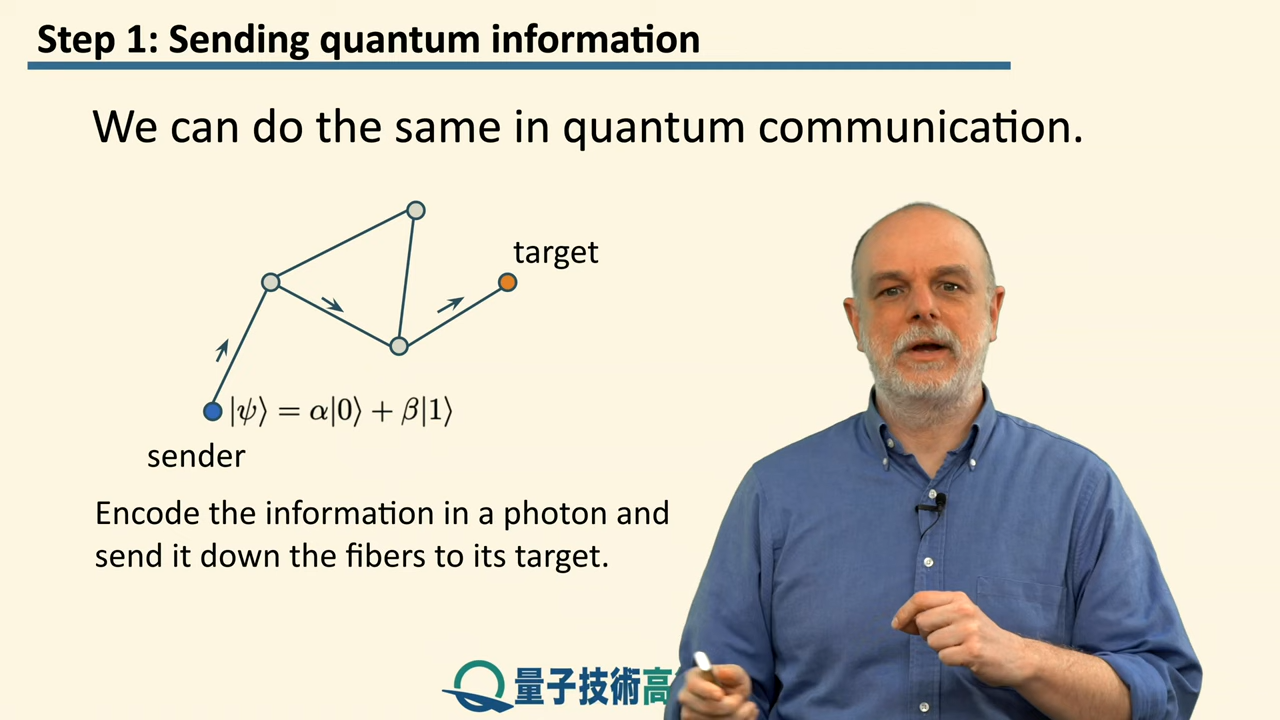 Step 1: Sending quantum information
We can do the same in quantum communication.
target
|ψ⟩ = α|0⟩ + β|1⟩
sender
Encode the information in a photon and
send it down the fibers to its target.
量子技術高